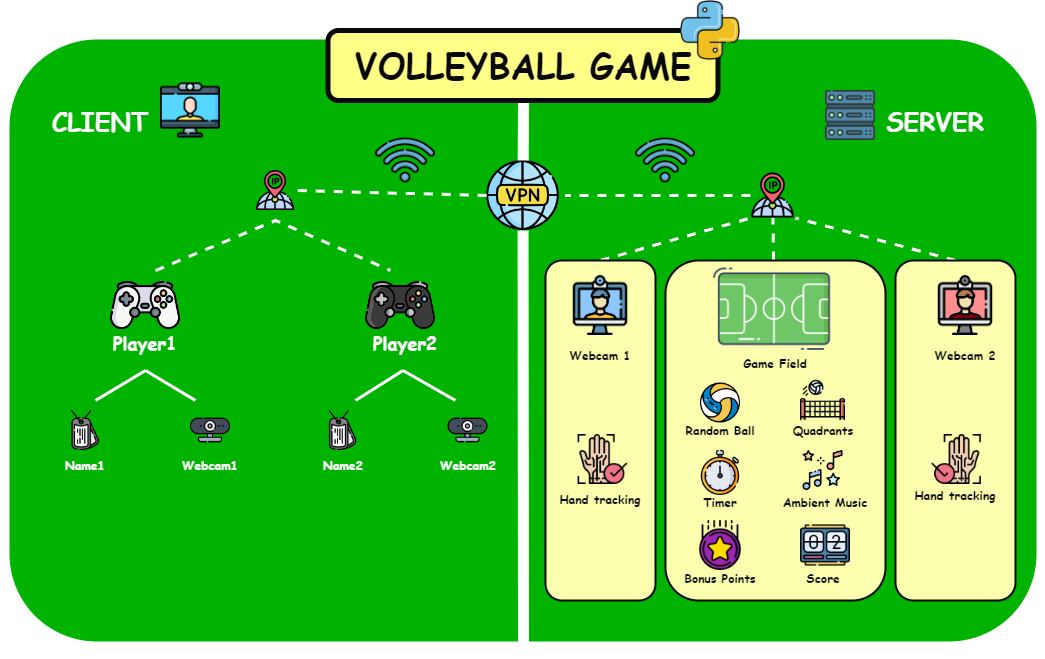 VOLLEYBALL GAME
CLIENT
SERVER
IP
VPN
IP
Player1
Player2
Name1
Webcam1
Name2
Webcam2
Webcam 1
Game Field
Webcam 2
Random Ball
Quadrants
Hand tracking
Timer
Ambient Music
Hand tracking
02
Bonus Points
Score